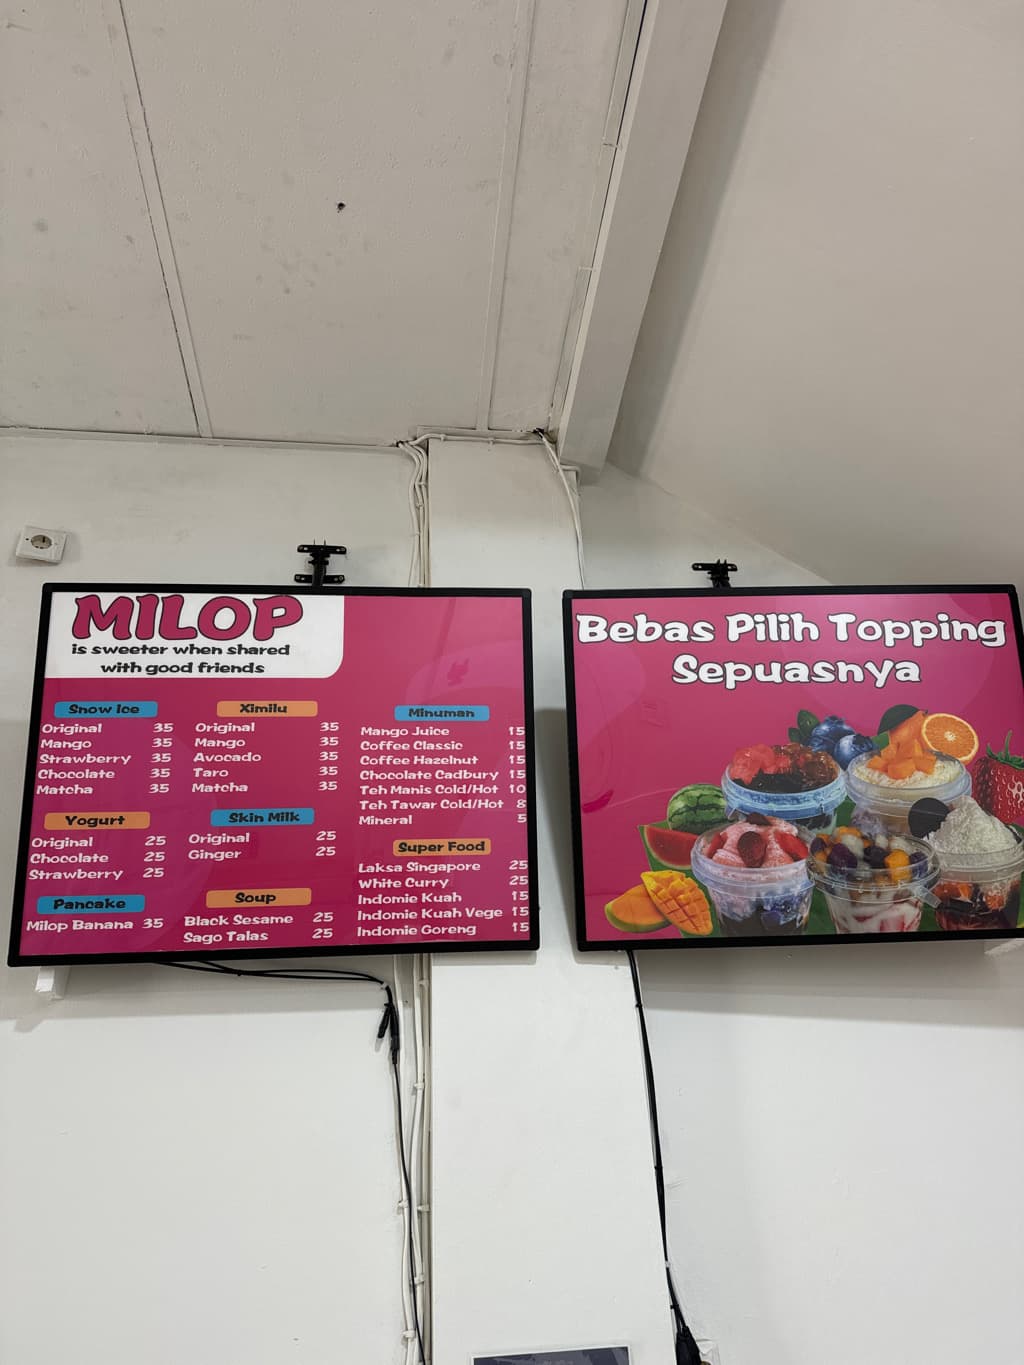 MILOP
is sweeter when shared
with good friends
Snow Ice
Original 35
Mango 35
Strawberry 35
Chocolate 35
Matcha 35
Yogurt
Original 25
Chocolate 25
Strawberry 25
Pancake
Milop Banana 35
Ximilu
Original 35
Mango 35
Avocado 35
Taro 35
Matcha 35
Skin Milk
Original 25
Ginger 25
Soup
Black Sesame 25
Sago Talas 25
Minuman
Mango Juice 15
Coffee Classic 15
Coffee Hazelnut 15
Chocolate Cadbury 15
Teh Manis Cold/Hot 10
Teh Tawar Cold/Hot 8
Mineral 5
Super Food
Laksa Singapore 25
White Curry 25
Indomie Kuah 15
Indomie Kuah Vege 15
Indomie Goreng 15
Bebas Pilih Topping
Sepuasnya